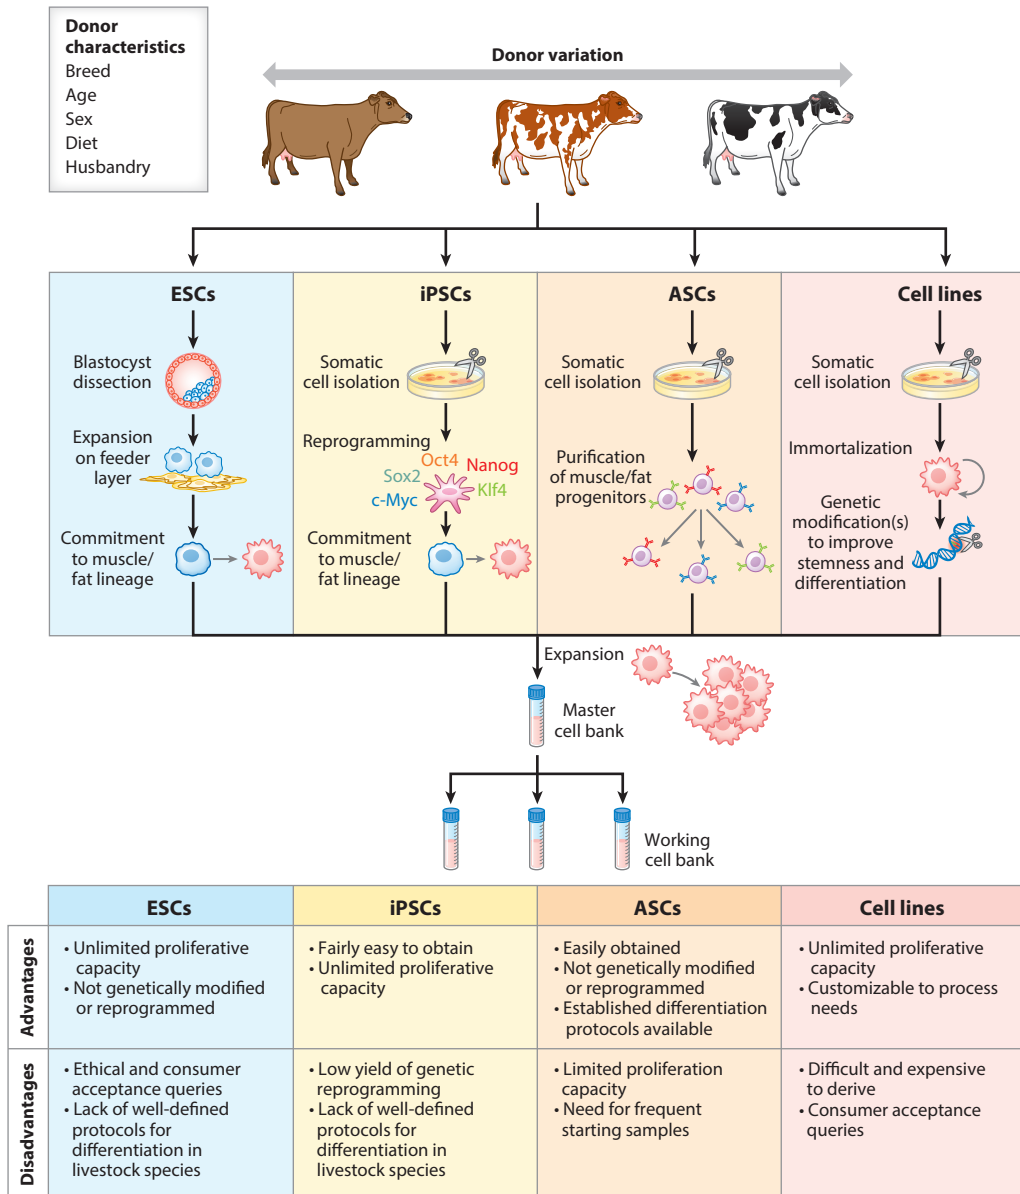 Donor
characteristics
Breed
Age
Sex
Diet
Husbandry
Donor variation
ESCs
Blastocyst
dissection
Expansion
on feeder
layer
Commitment
to muscle/
fat lineage
iPSCs
Somatic
cell isolation
Reprogramming
Oct4
Nanog
Sox2
Klf4
c-Myc
Commitment
to muscle/
fat lineage
ASCs
Somatic
cell isolation
Purification
of muscle/fat
progenitors
Cell lines
Somatic
cell isolation
Immortalization
Genetic
modification(s)
to improve
stemness and
differentiation
Expansion
Master
cell bank
Working
cell bank
ESCs
iPSCs
ASCs
Cell lines
Advantages
• Unlimited proliferative
capacity
• Not genetically modified
or reprogrammed
• Fairly easy to obtain
• Unlimited proliferative
capacity
• Easily obtained
• Not genetically modified
or reprogrammed
• Established differentiation
protocols available
• Unlimited proliferative
capacity
• Customizable to process
needs
Disadvantages
• Ethical and consumer
acceptance queries
• Lack of well-defined
protocols for
differentiation in
livestock species
• Low yield of genetic
reprogramming
• Lack of well-defined
protocols for
differentiation in
livestock species
• Limited proliferation
capacity
• Need for frequent
starting samples
• Difficult and expensive
to derive
• Consumer acceptance
queries